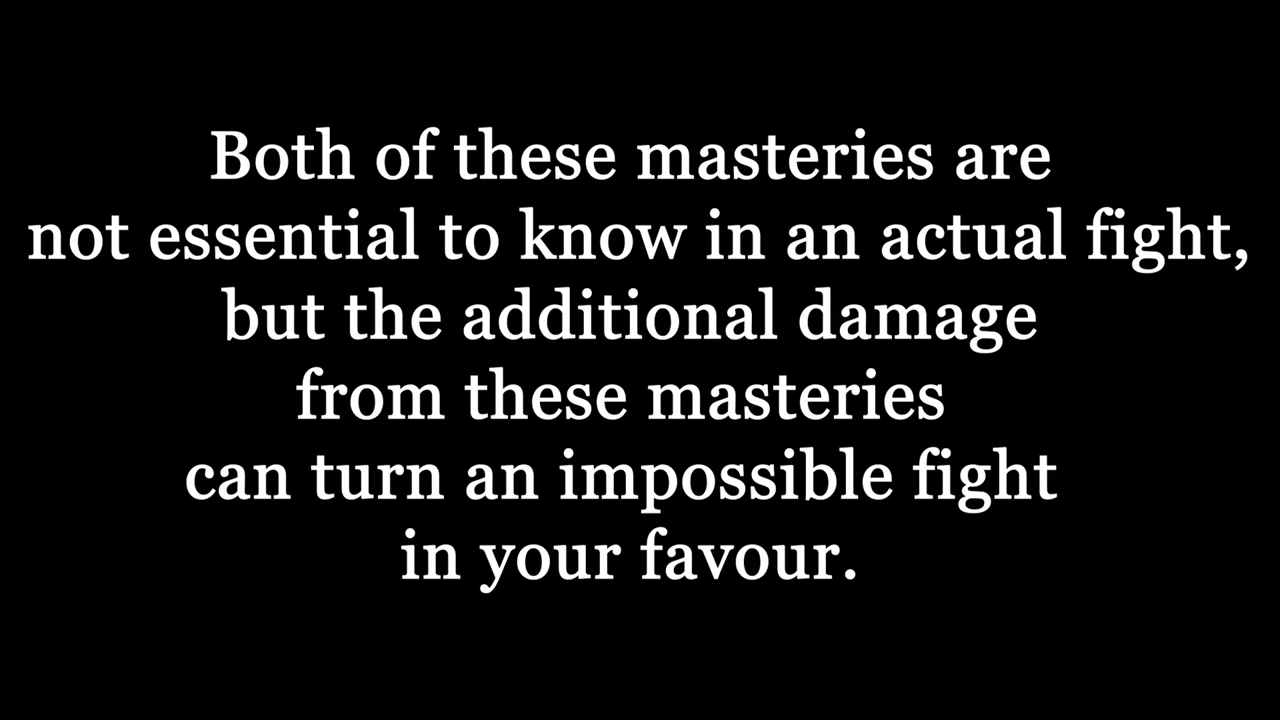 Both of these masteries are
not essential to know in an actual fight,
but the additional damage
from these masteries
can turn an impossible fight
in your favour.